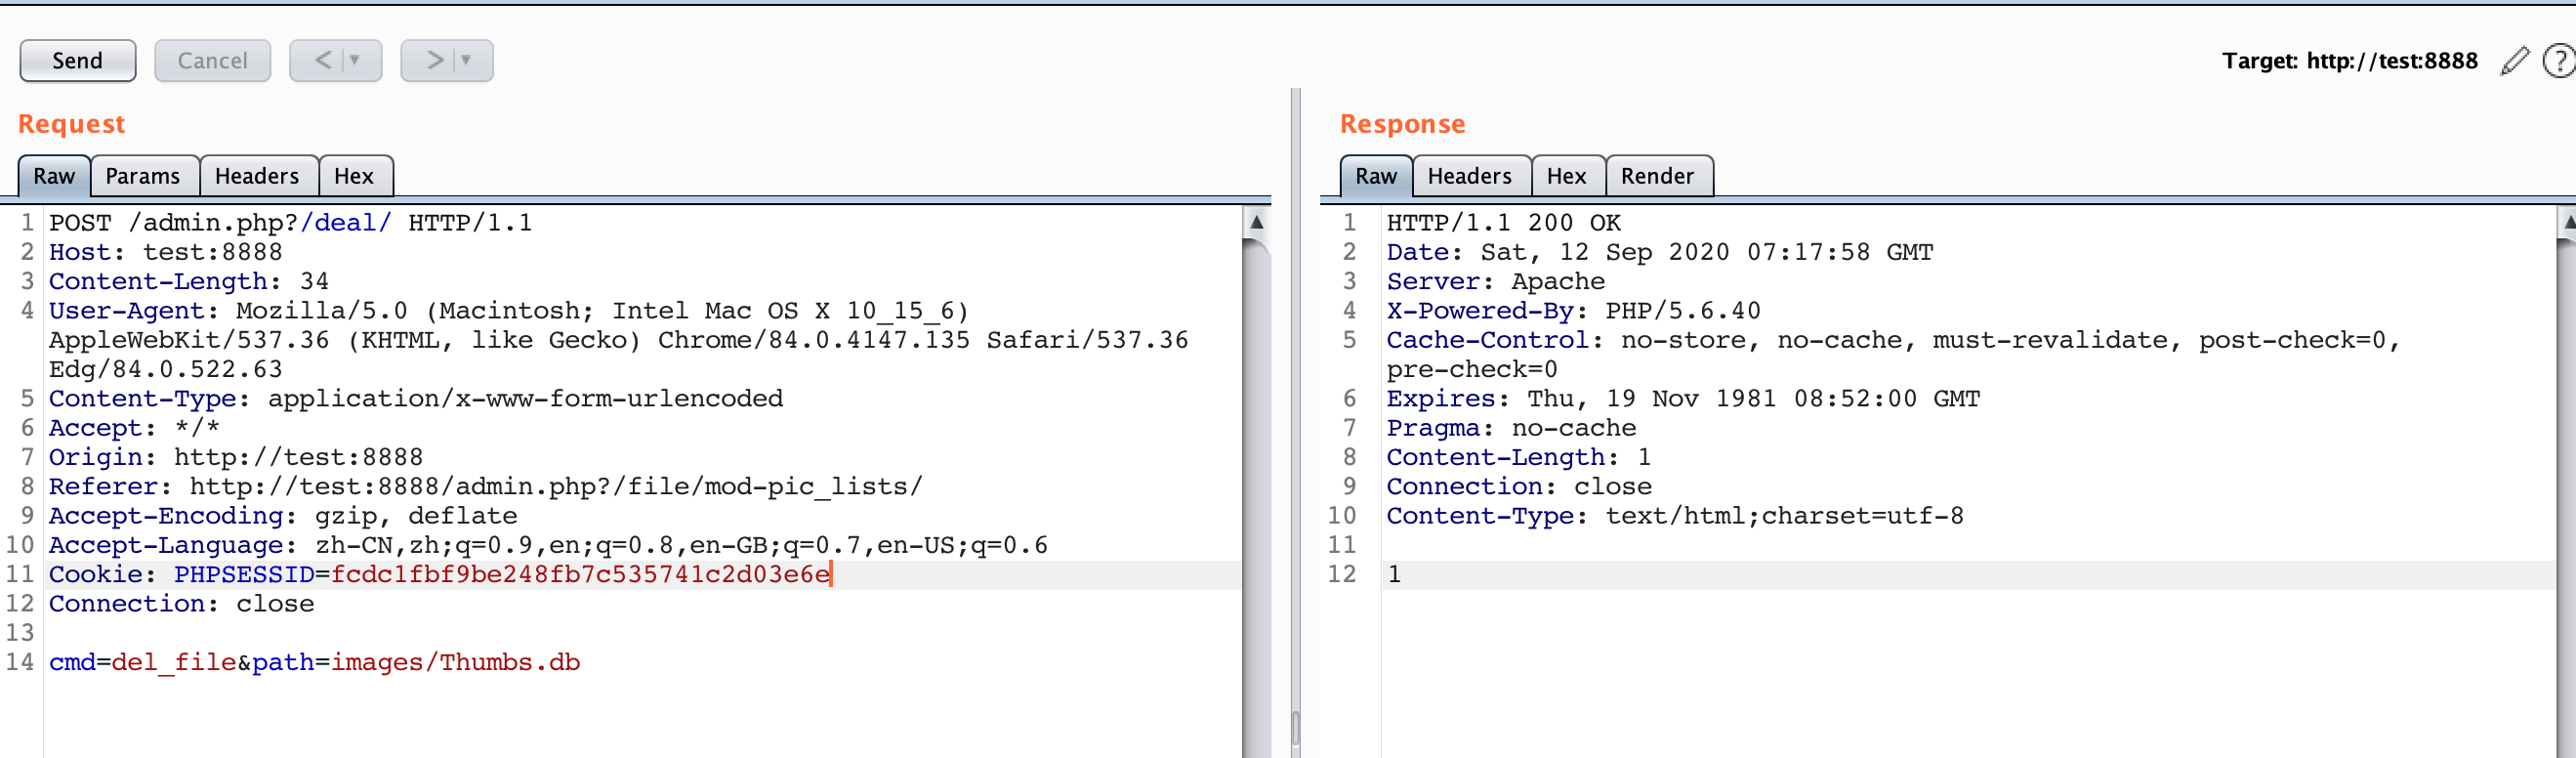 Send Cancel < > Target: http://test:8888 ?
Request
Raw Params Headers Hex
1 POST /admin.php?/deal/ HTTP/1.1
2 Host: test:8888
3 Content-Length: 34
4 User-Agent: Mozilla/5.0 (Macintosh; Intel Mac OS X 10_15_6)
AppleWebKit/537.36 (KHTML, like Gecko) Chrome/84.0.4147.135 Safari/537.36
Edg/84.0.522.63
5 Content-Type: application/x-www-form-urlencoded
6 Accept: */*
7 Origin: http://test:8888
8 Referer: http://test:8888/admin.php?/file/mod-pic_lists/
9 Accept-Encoding: gzip, deflate
10 Accept-Language: zh-CN,zh;q=0.9,en;q=0.8,en-GB;q=0.7,en-US;q=0.6
11 Cookie: PHPSESSID=fcdc1fbf9be248fb7c535741c2d03e6e
12 Connection: close
13
14 cmd=del_file&path=images/Thumbs.db
Response
Raw Headers Hex Render
1 HTTP/1.1 200 OK
2 Date: Sat, 12 Sep 2020 07:17:58 GMT
3 Server: Apache
4 X-Powered-By: PHP/5.6.40
5 Cache-Control: no-store, no-cache, must-revalidate, post-check=0,
pre-check=0
6 Expires: Thu, 19 Nov 1981 08:52:00 GMT
7 Pragma: no-cache
8 Content-Length: 1
9 Connection: close
10 Content-Type: text/html;charset=utf-8
11
12 1